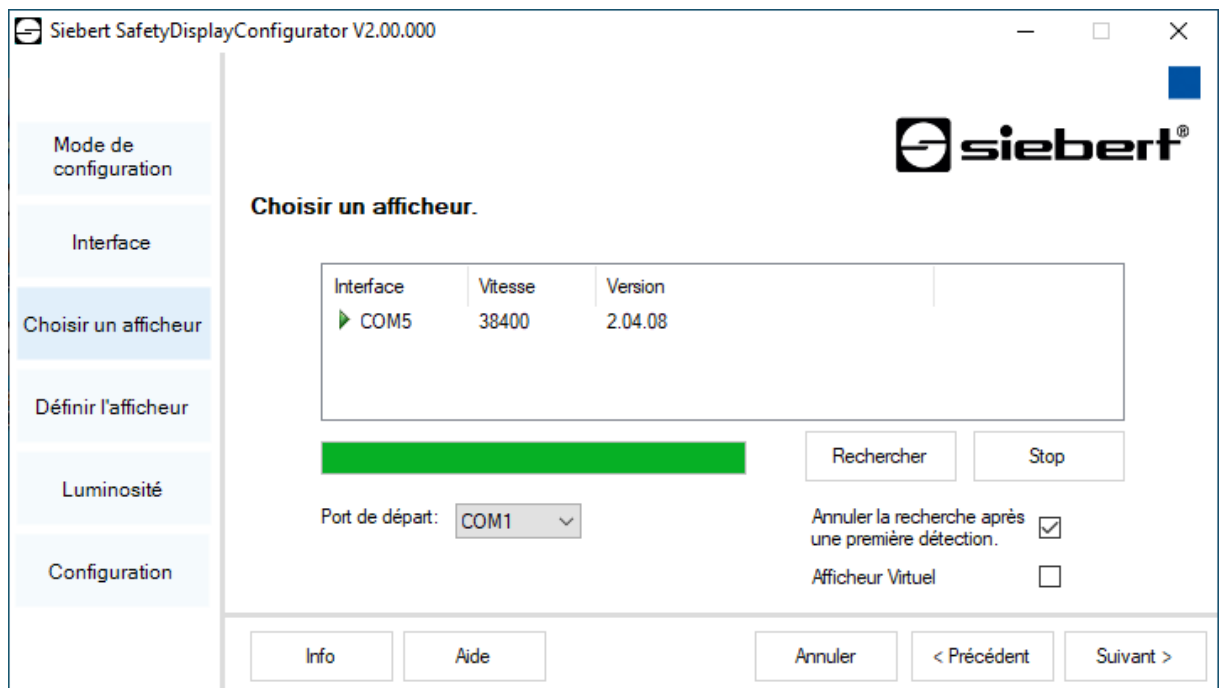 Siebert SafetyDisplayConfigurator V2.00.000
siebert®
Mode de
configuration
Interface
Choisir un afficheur
Définir l'afficheur
Luminosité
Configuration
Choisir un afficheur.
Interface Vitesse Version
COM5 38400 2.04.08
Rechercher Stop
Port de départ: COM1
Annuler la recherche après
une première détection.
Afficheur Virtuel
Info Aide Annuler < Précédent Suivant >